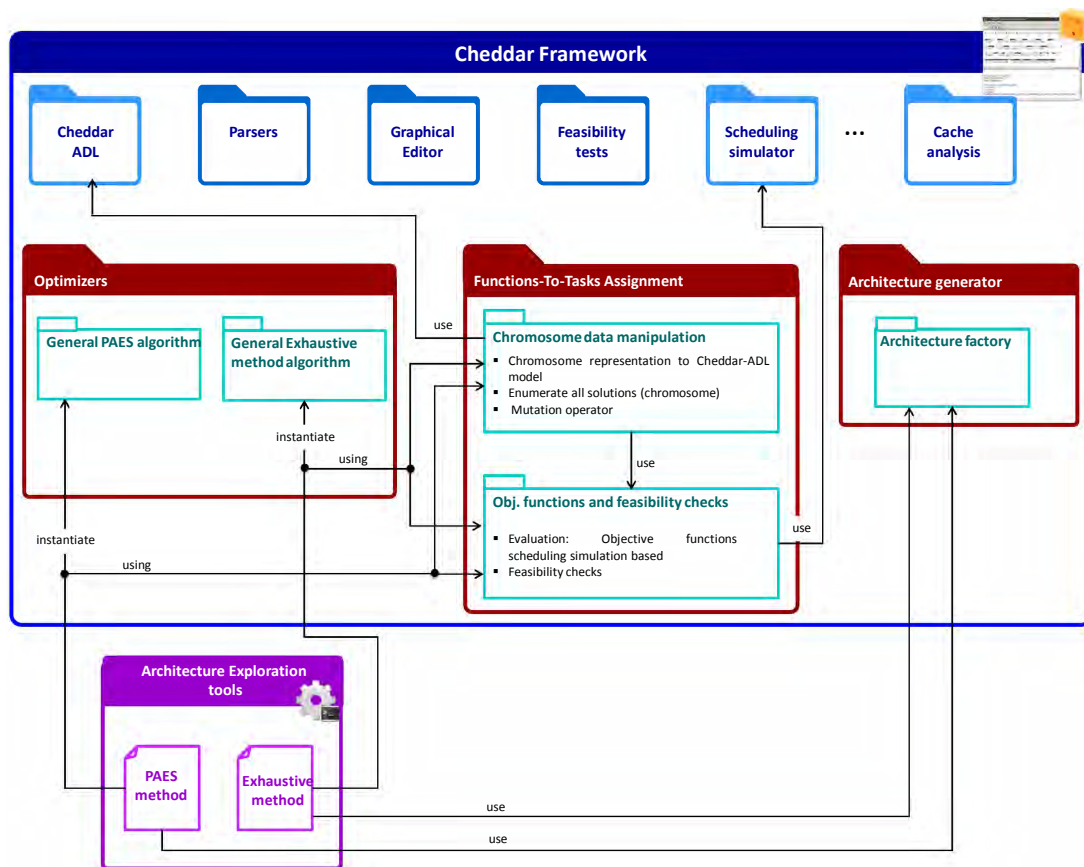 Cheddar Framework
Cheddar
ADL
Parsers
Graphical
Editor
Feasibility
tests
Scheduling
simulator
...
Cache
analysis
Optimizers
Functions-To-Tasks Assignment
Architecture generator
General PAES algorithm
General Exhaustive
method algorithm
use
Chromosome data manipulation
▪ Chromosome representation to Cheddar-ADL
model
▪ Enumerate all solutions (chromosome)
▪ Mutation operator
Architecture factory
instantiate
using
use
Obj. functions and feasibility checks
▪ Evaluation: Objective functions
scheduling simulation based
▪ Feasibility checks
use
instantiate
using
Architecture Exploration
tools
PAES
method
Exhaustive
method
use
use